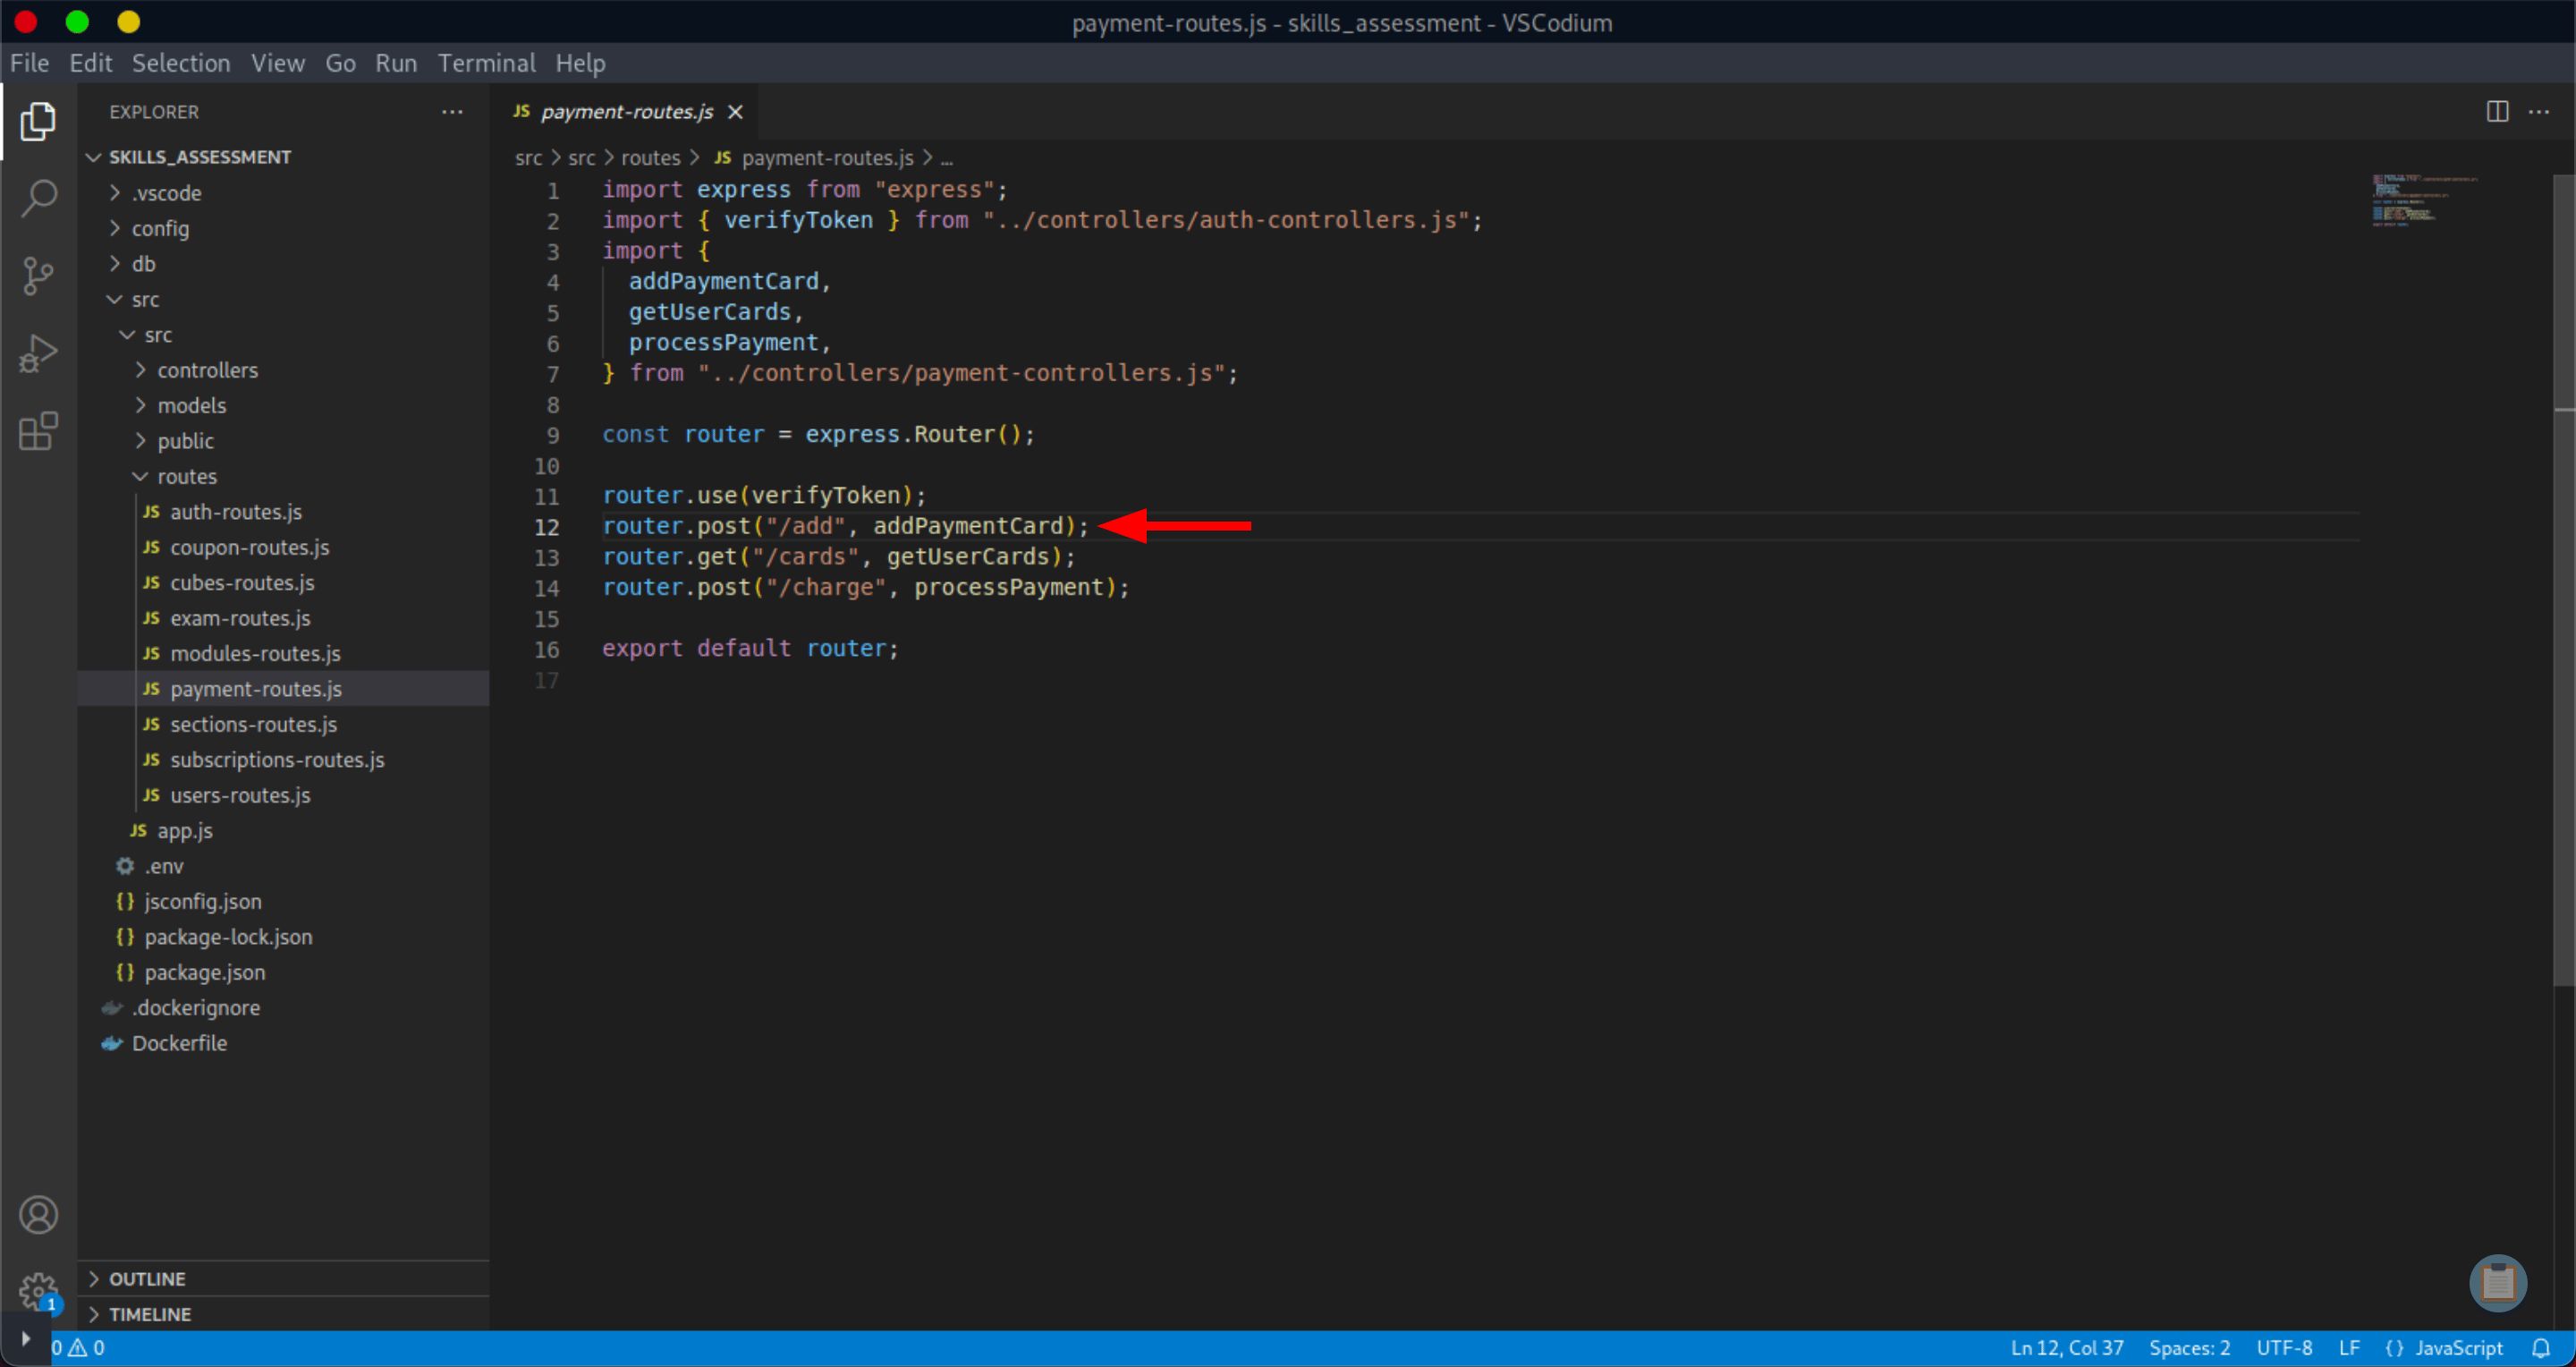 payment-routes.js - skills_assessment - VSCodium
File Edit Selection View Go Run Terminal Help
EXPLORER
SKILLS_ASSESSMENT
.vscode
config
db
src
src
controllers
models
public
routes
JS auth-routes.js
JS coupon-routes.js
JS cubes-routes.js
JS exam-routes.js
JS modules-routes.js
JS payment-routes.js
JS sections-routes.js
JS subscriptions-routes.js
JS users-routes.js
JS app.js
.env
{} jsconfig.json
{} package-lock.json
{} package.json
.dockerignore
Dockerfile
OUTLINE
TIMELINE
1
JS payment-routes.js
src > src > routes > JS payment-routes.js > ...
1 import express from "express";
2 import { verifyToken } from "../controllers/auth-controllers.js";
3 import {
4 addPaymentCard,
5 getUserCards,
6 processPayment,
7 } from "../controllers/payment-controllers.js";
8
9 const router = express.Router();
10
11 router.use(verifyToken);
12 router.post("/add", addPaymentCard);
13 router.get("/cards", getUserCards);
14 router.post("/charge", processPayment);
15
16 export default router;
17
0 0 Ln 12, Col 37 Spaces: 2 UTF-8 LF {} JavaScript